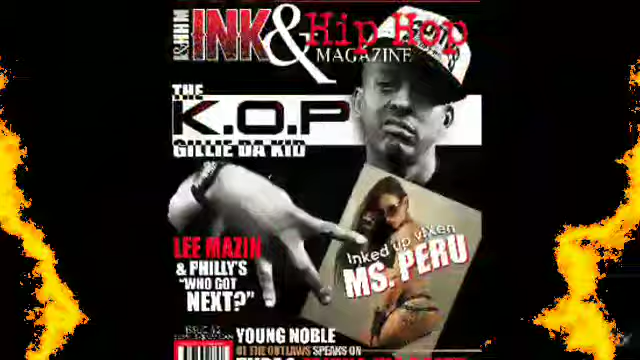 I&HHM
INK & Hip Hop
MAGAZINE
THE
K.O.P
GILLIE DA KID
Inked up vixen
MS. PERU
LEE MAZIN
& PHILLY'S
"WHO GOT
NEXT?"
YOUNG NOBLE
OF THE OUTLAWS SPEAKS ON